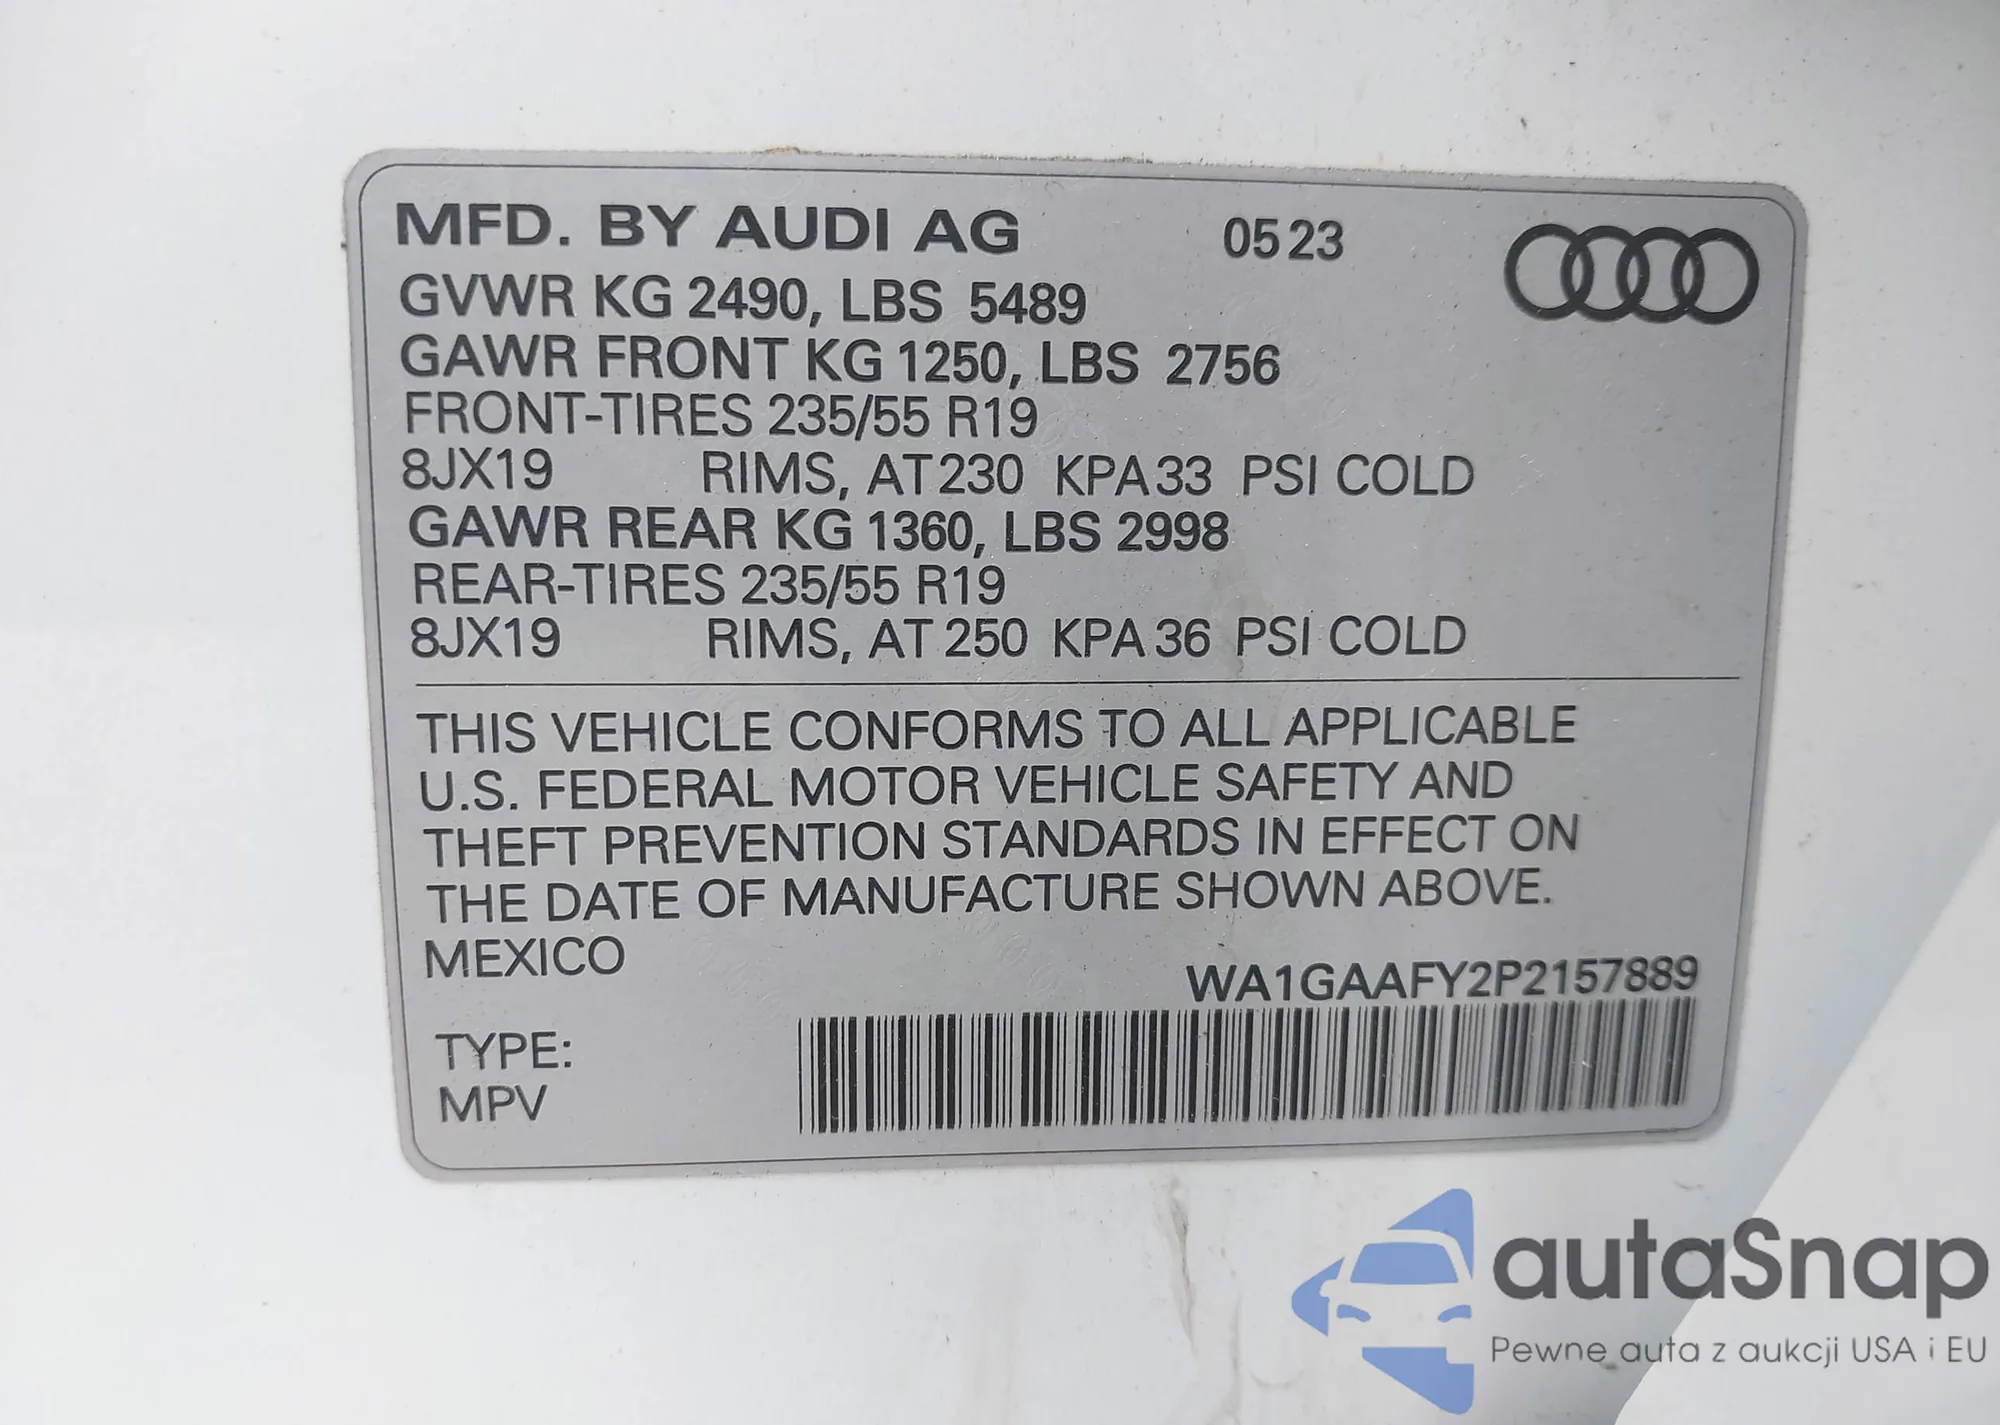 MFD. BY AUDI AG 05 23
GVWR KG 2490, LBS 5489
GAWR FRONT KG 1250, LBS 2756
FRONT-TIRES 235/55 R19
8JX19 RIMS, AT 230 KPA 33 PSI COLD
GAWR REAR KG 1360, LBS 2998
REAR-TIRES 235/55 R19
8JX19 RIMS, AT 250 KPA 36 PSI COLD
THIS VEHICLE CONFORMS TO ALL APPLICABLE
U.S. FEDERAL MOTOR VEHICLE SAFETY AND
THEFT PREVENTION STANDARDS IN EFFECT ON
THE DATE OF MANUFACTURE SHOWN ABOVE.
MEXICO
WA1GAAFY2P2157889
TYPE:
MPV
autaSnap
Pewne auta z aukcji USA i EU